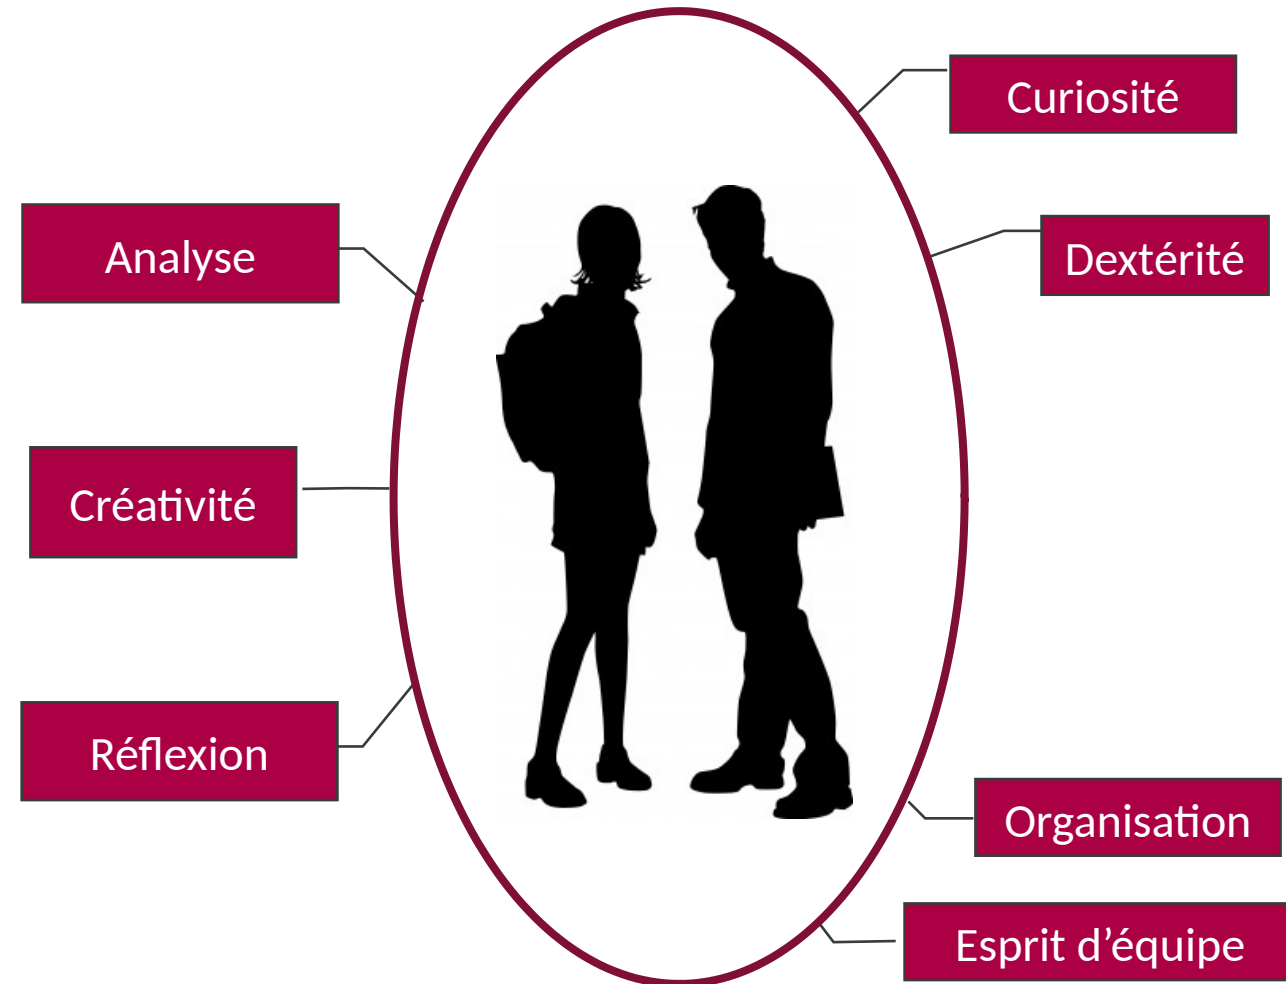 Curiosité
Analyse
Dextérité
Créativité
Réflexion
Organisation
Esprit d’équipe